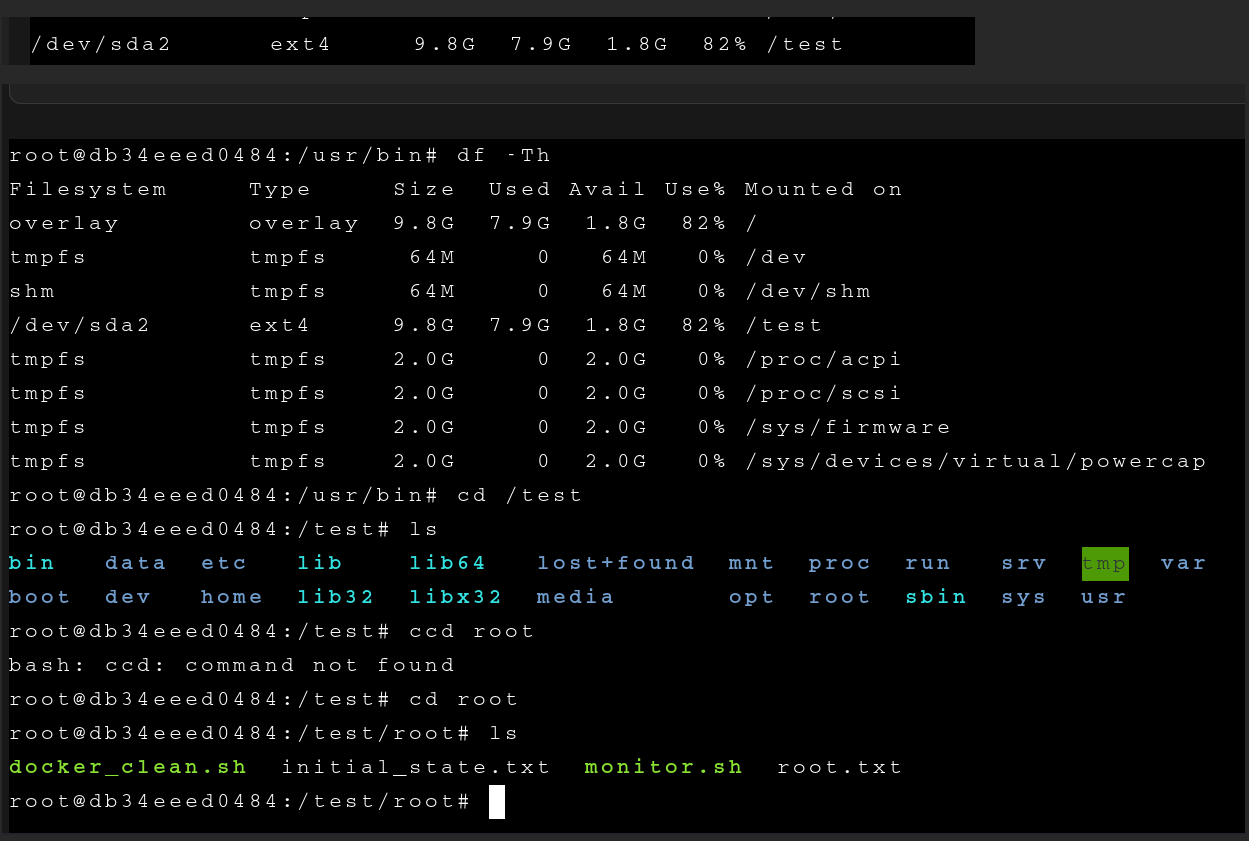 /dev/sda2 ext4 9.8G 7.9G 1.8G 82% /test
root@db34eeed0484:/usr/bin# df -Th
Filesystem Type Size Used Avail Use% Mounted on
overlay overlay 9.8G 7.9G 1.8G 82% /
tmpfs tmpfs 64M 0 64M 0% /dev
shm tmpfs 64M 0 64M 0% /dev/shm
/dev/sda2 ext4 9.8G 7.9G 1.8G 82% /test
tmpfs tmpfs 2.0G 0 2.0G 0% /proc/acpi
tmpfs tmpfs 2.0G 0 2.0G 0% /proc/scsi
tmpfs tmpfs 2.0G 0 2.0G 0% /sys/firmware
tmpfs tmpfs 2.0G 0 2.0G 0% /sys/devices/virtual/powercap
root@db34eeed0484:/usr/bin# cd /test
root@db34eeed0484:/test# ls
bin data etc lib lib64 lost+found mnt proc run srv tmp var
boot dev home lib32 libx32 media opt root sbin sys usr
root@db34eeed0484:/test# ccd root
bash: ccd: command not found
root@db34eeed0484:/test# cd root
root@db34eeed0484:/test/root# ls
docker_clean.sh initial_state.txt monitor.sh root.txt
root@db34eeed0484:/test/root#